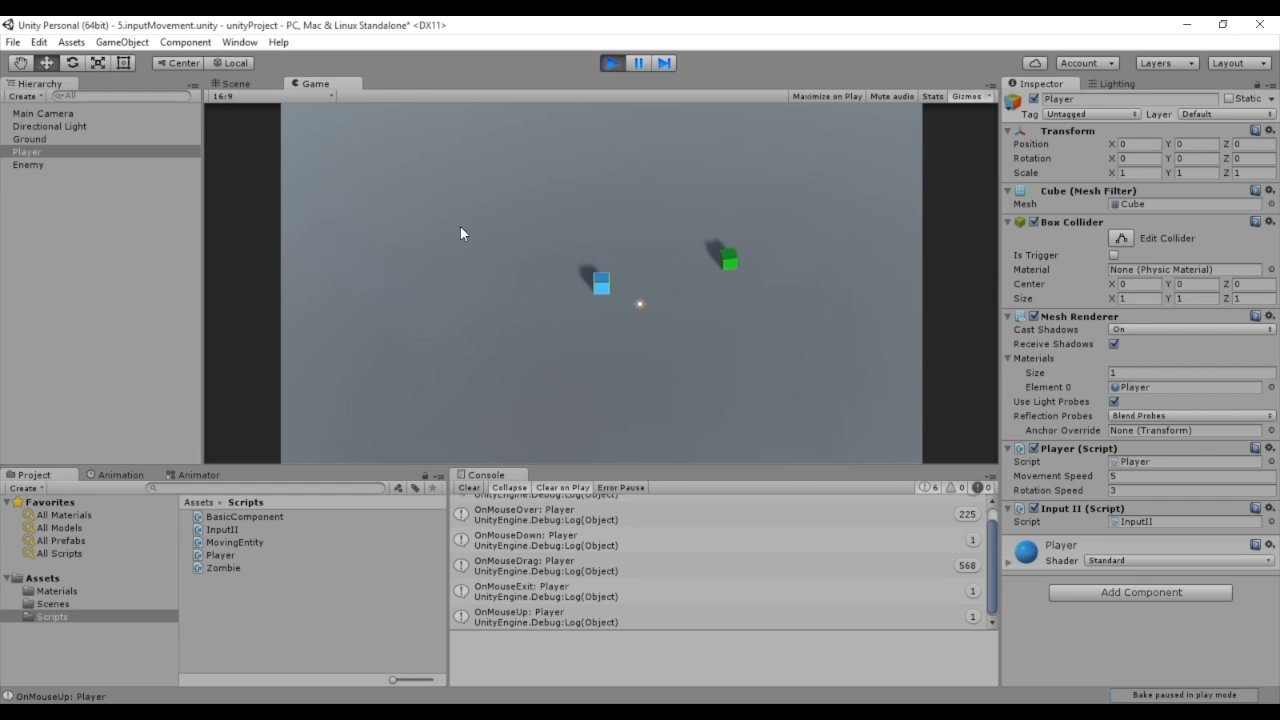 Unity Personal (64bit) - 5.inputMovement.unity - unityProject - PC, Mac & Linux Standalone* <DX11>
File Edit Assets GameObject Component Window Help
Center Local
Account Layers Layout
Hierarchy
Create All
Main Camera
Directional Light
Ground
Player
Enemy
Scene Game
16:9 Maximize on Play Mute audio Stats Gizmos
Inspector Lighting
Player Static
Tag Untagged Layer Default
Transform
Position X 0 Y 0 Z 0
Rotation X 0 Y 0 Z 0
Scale X 1 Y 1 Z 1
Cube (Mesh Filter)
Mesh Cube
Box Collider
Edit Collider
Is Trigger
Material None (Physic Material)
Center X 0 Y 0 Z 0
Size X 1 Y 1 Z 1
Mesh Renderer
Cast Shadows On
Receive Shadows
Materials
Size 1
Element 0 Player
Use Light Probes
Reflection Probes Blend Probes
Anchor Override None (Transform)
Player (Script)
Script Player
Movement Speed 5
Rotation Speed 3
Input II (Script)
Script InputII
Player
Shader Standard
Add Component
Project Animation Animator
Create
Favorites
All Materials
All Models
All Prefabs
All Scripts
Assets
Materials
Scenes
Scripts
Assets Scripts
BasicComponent
InputII
MovingEntity
Player
Zombie
Console
Clear Collapse Clear on Play Error Pause 6 0 0
UnityEngine.Debug:Log(Object)
OnMouseOver: Player 225
UnityEngine.Debug:Log(Object)
OnMouseDown: Player 1
UnityEngine.Debug:Log(Object)
OnMouseDrag: Player 568
UnityEngine.Debug:Log(Object)
OnMouseExit: Player 1
UnityEngine.Debug:Log(Object)
OnMouseUp: Player 1
UnityEngine.Debug:Log(Object)
OnMouseUp: Player
Bake paused in play mode